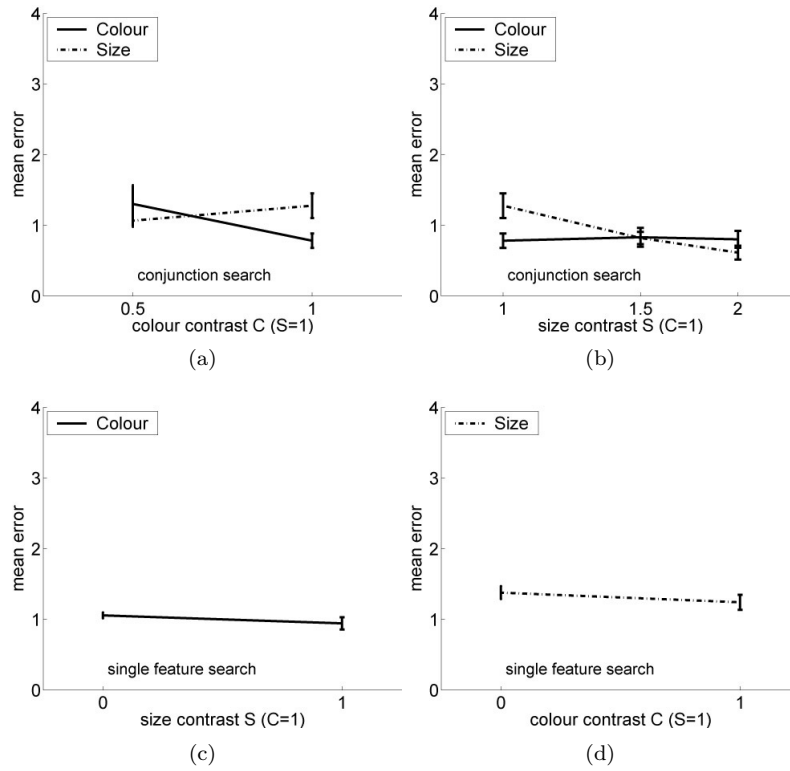 4
Colour
Size
3
mean error
2
1
conjunction search
0
0.5
1
colour contrast C (S=1)
(a)
4
Colour
Size
3
mean error
2
1
conjunction search
0
1
1.5
2
size contrast S (C=1)
(b)
4
Colour
3
mean error
2
1
single feature search
0
0
1
size contrast S (C=1)
(c)
4
Size
3
mean error
2
1
single feature search
0
0
1
colour contrast C (S=1)
(d)